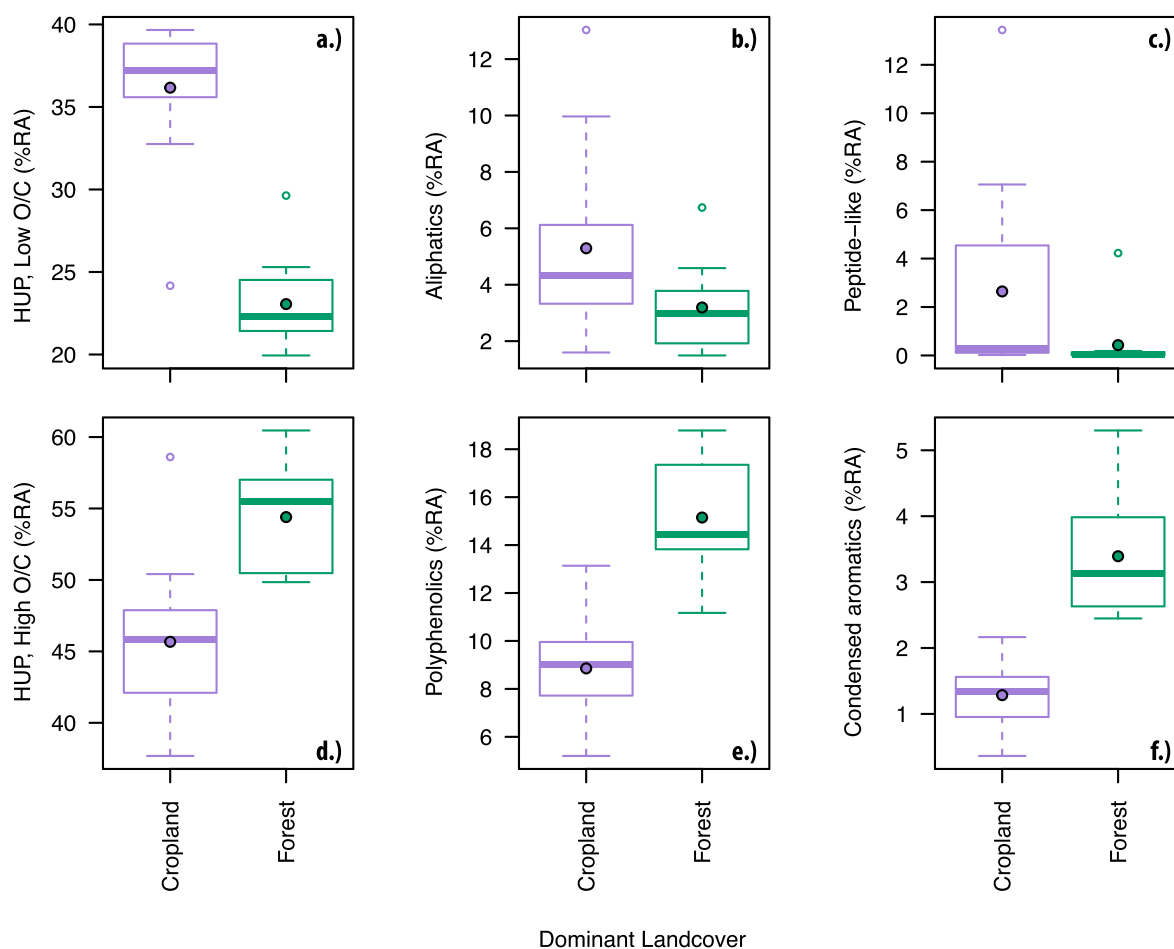 HUP, Low O/C (%RA)
40
35
30
25
20
a.)
Aliphatics (%RA)
12
10
8
6
4
2
b.)
Peptide−like (%RA)
12
10
8
6
4
2
0
c.)
HUP, High O/C (%RA)
60
55
50
45
40
d.)
Cropland
Forest
Polyphenolics (%RA)
18
16
14
12
10
8
6
e.)
Cropland
Forest
Condensed aromatics (%RA)
5
4
3
2
1
f.)
Cropland
Forest
Dominant Landcover